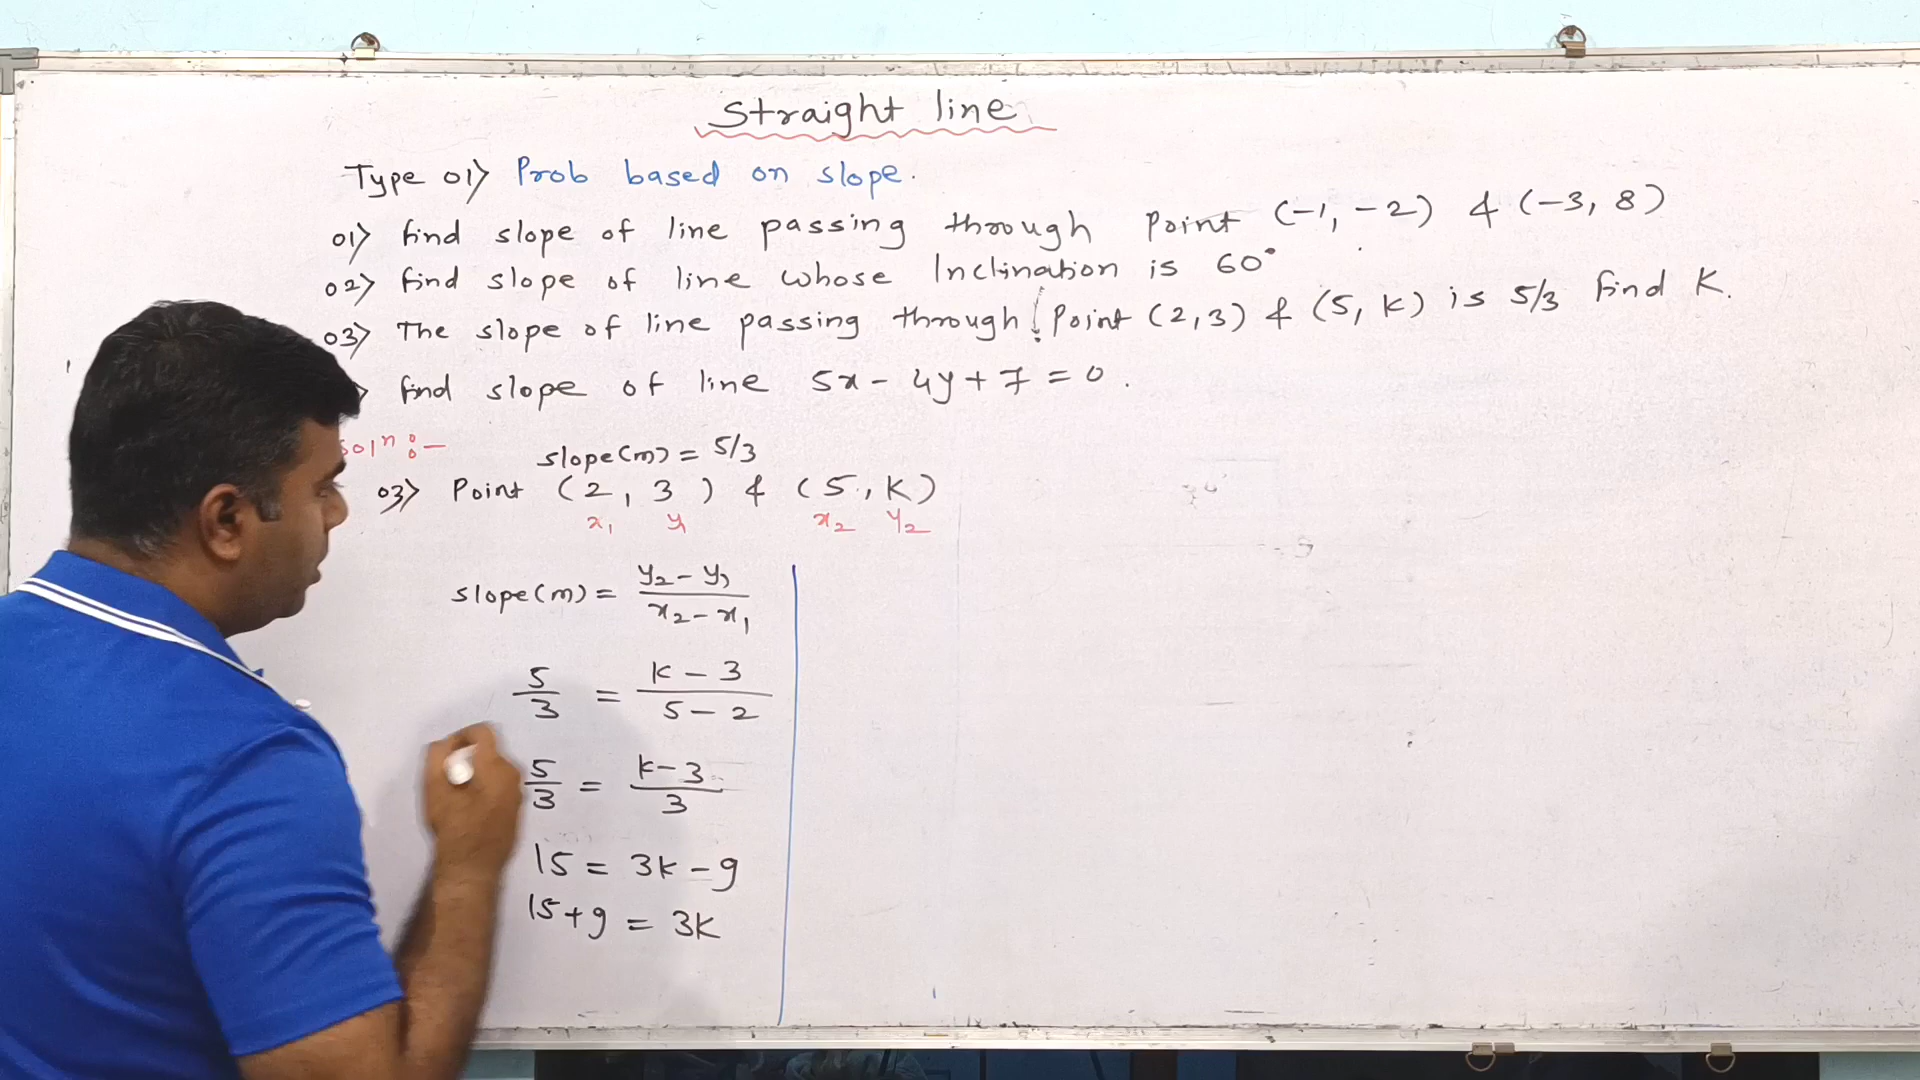 Straight line
Type 01> Prob based on slope.
01> find slope of line passing through Point (-1, -2) & (-3, 8)
02> find slope of line whose Inclination is 60°
03> The slope of line passing through Point (2,3) & (5, K) is 5/3 find K.
> find slope of line 5x - 4y + 7 = 0.
Solⁿ:-
slope(m) = 5/3
03> Point (2, 3) & (5, K)
x₁ y₁ x₂ y₂
slope(m) = y₂ - y₁ / x₂ - x₁
5/3 = K - 3 / 5 - 2
5/3 = K - 3 / 3
15 = 3K - 9
15 + 9 = 3K